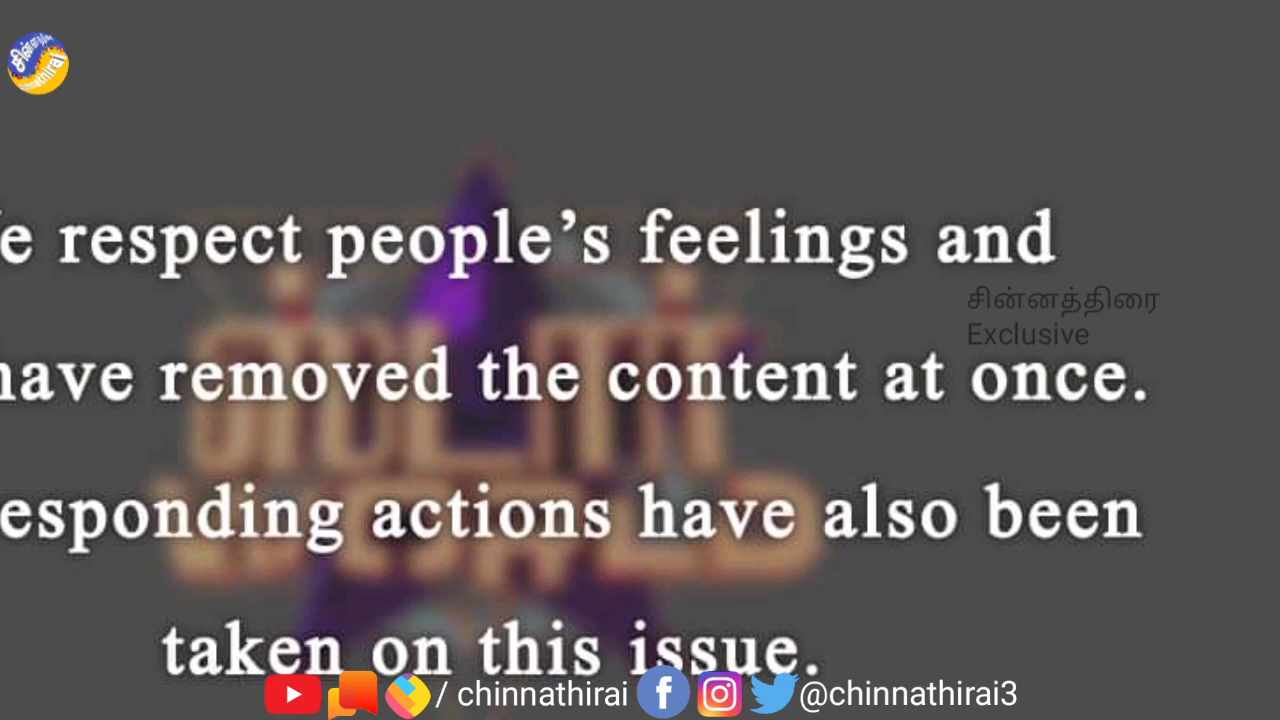 e respect people's feelings and
சின்னத்திரை
Exclusive
have removed the content at once.
esponding actions have also been
taken on this issue.
/ chinnathirai @chinnathirai3